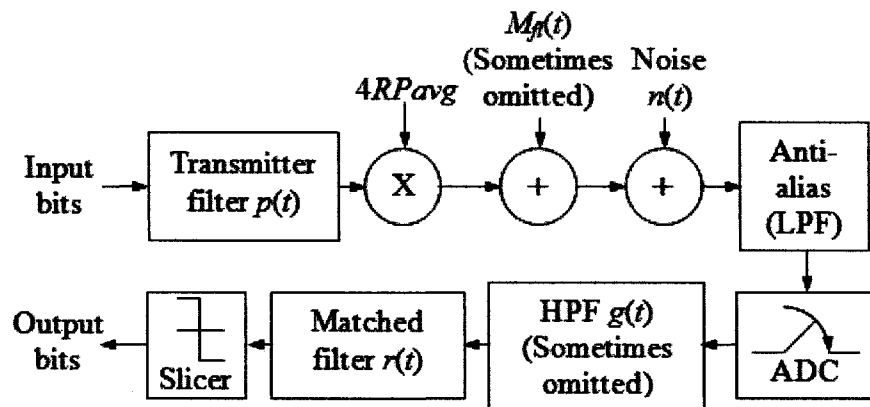 M_fl(t)
(Sometimes
omitted)
Noise
n(t)
4RPavg
Input
bits
Transmitter
filter p(t)
X
+
+
Anti-
alias
(LPF)
Output
bits
Slicer
Matched
filter r(t)
HPF g(t)
(Sometimes
omitted)
ADC